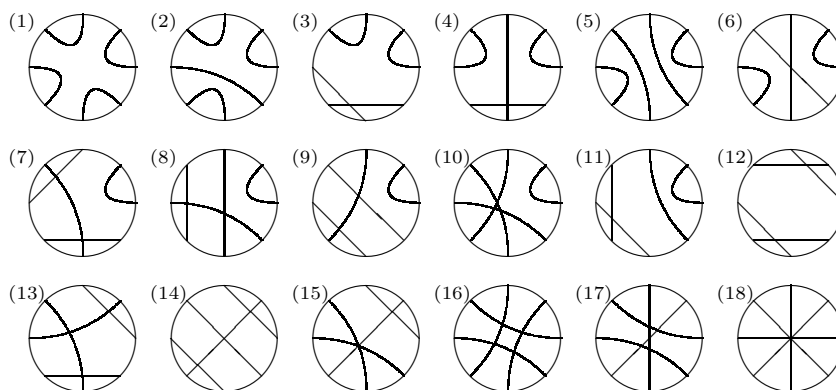 (1) (2) (3) (4) (5) (6)
(7) (8) (9) (10) (11) (12)
(13) (14) (15) (16) (17) (18)